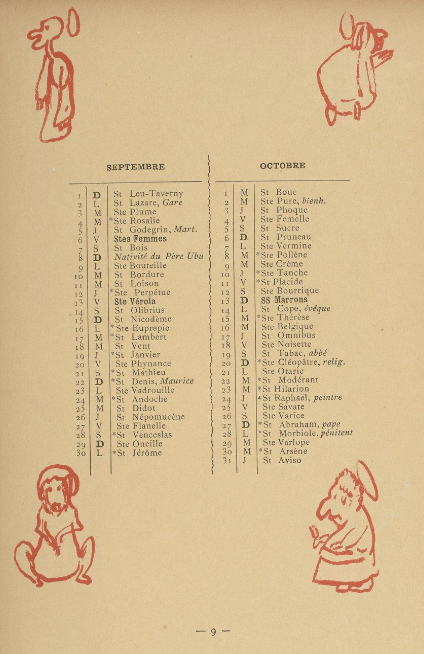 SEPTEMBRE
1 D St Lou-Taverny
2 L St Lazare, Gare
3 M Ste Plume
4 M *Ste Rosalie
5 J St Godegrin, Mart.
6 V Stes Femmes
7 S St Bois
8 D Nativité du Père Ubu
9 L Ste Bouteille
10 M St Bordure
11 M St Loison
12 J *Ste Perpétue
13 V Ste Vérola
14 S St Olibrius
15 D St Nicodème
16 L *Ste Euprepie
17 M *St Lambert
18 M St Vent
19 J *St Janvier
20 V Ste Phynance
21 S *St Mathieu
22 D *St Denis, Maurice
23 L Ste Vadrouille
24 M *St Andoche
25 M St Didot
26 J St Népomucène
27 V Ste Flanelle
28 S *St Venceslas
29 D Ste Oneille
30 L *St Jérôme
OCTOBRE
1 M St Boue
2 M Ste Pure, bienh.
3 J St Phoque
4 V Ste Femelle
5 S St Sucre
6 D St Pruneau
7 L Ste Vermine
8 M *Ste Pollène
9 M Ste Crème
10 J *Ste Tanche
11 V *St Placide
12 S Ste Bourrique
13 D SS Marrons
14 L St Cope, évêque
15 M *Ste Thérèse
16 M Ste Belgique
17 J St Omnibus
18 V Ste Noisette
19 S St Tabac, abbé
20 D *Ste Cléopâtre, relig.
21 L Ste Otarie
22 M *St Modérant
23 M *St Hilarion
24 J *St Raphaël, peintre
25 V Ste Savate
26 S Ste Varice
27 D *St Abraham, pape
28 L *St Morbiole, pénitent
29 M Ste Varlope
30 M *St Arsène
31 J St Aviso
— 9 —